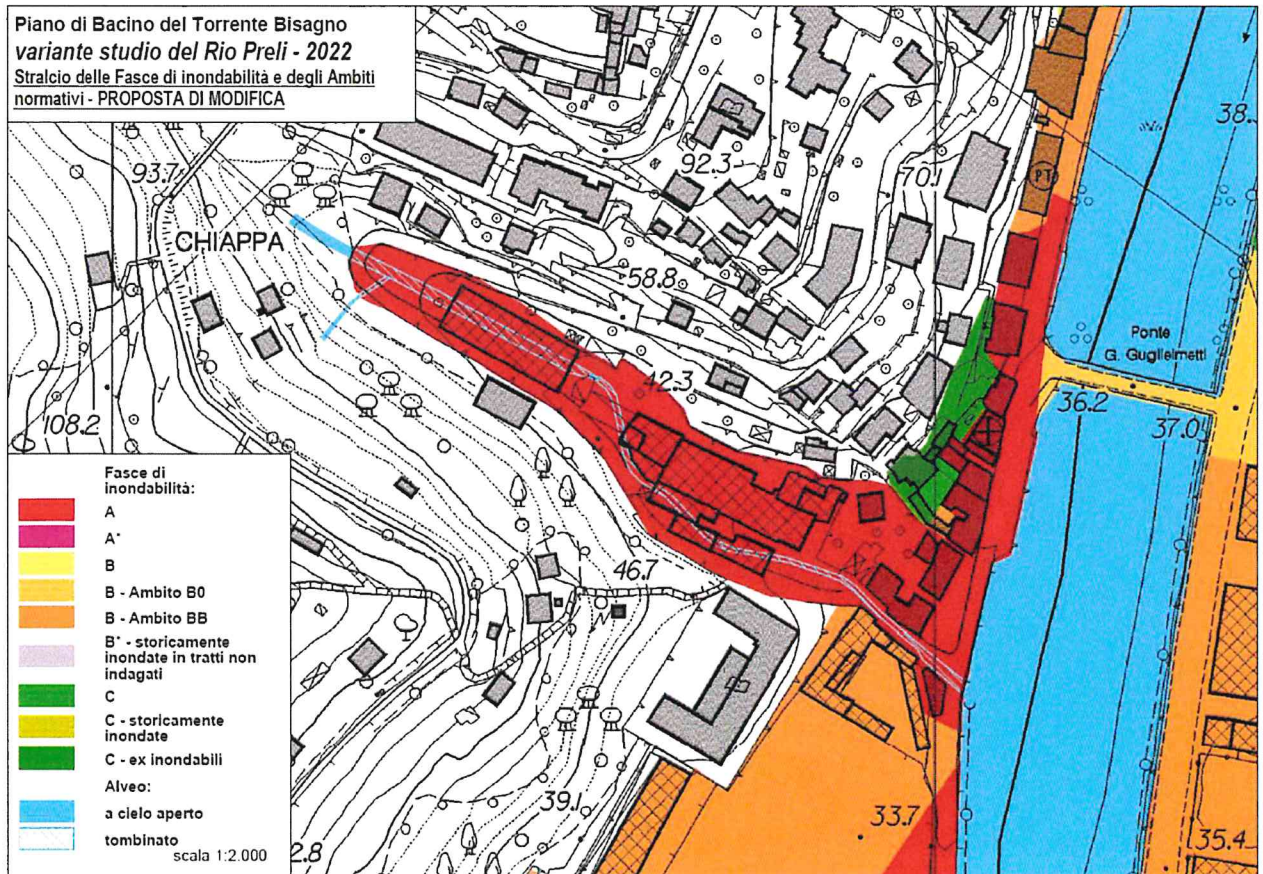 Piano di Bacino del Torrente Bisagno
variante studio del Rio Preli - 2022
Stralcio delle Fasce di inondabilità e degli Ambiti
normativi - PROPOSTA DI MODIFICA
93.7
CHIAPPA
92.3
70.1
PT
38.
58.8
42.3
Ponte
G. Guglielmetti
36.2
37.0
108.2
46.7
39.1
33.7
35.4
2.8
Fasce di
inondabilità:
A
A*
B
B - Ambito B0
B - Ambito BB
B* - storicamente
inondate in tratti non
indagati
C
C - storicamente
inondate
C - ex inondabili
Alveo:
a cielo aperto
tombinato
scala 1:2.000